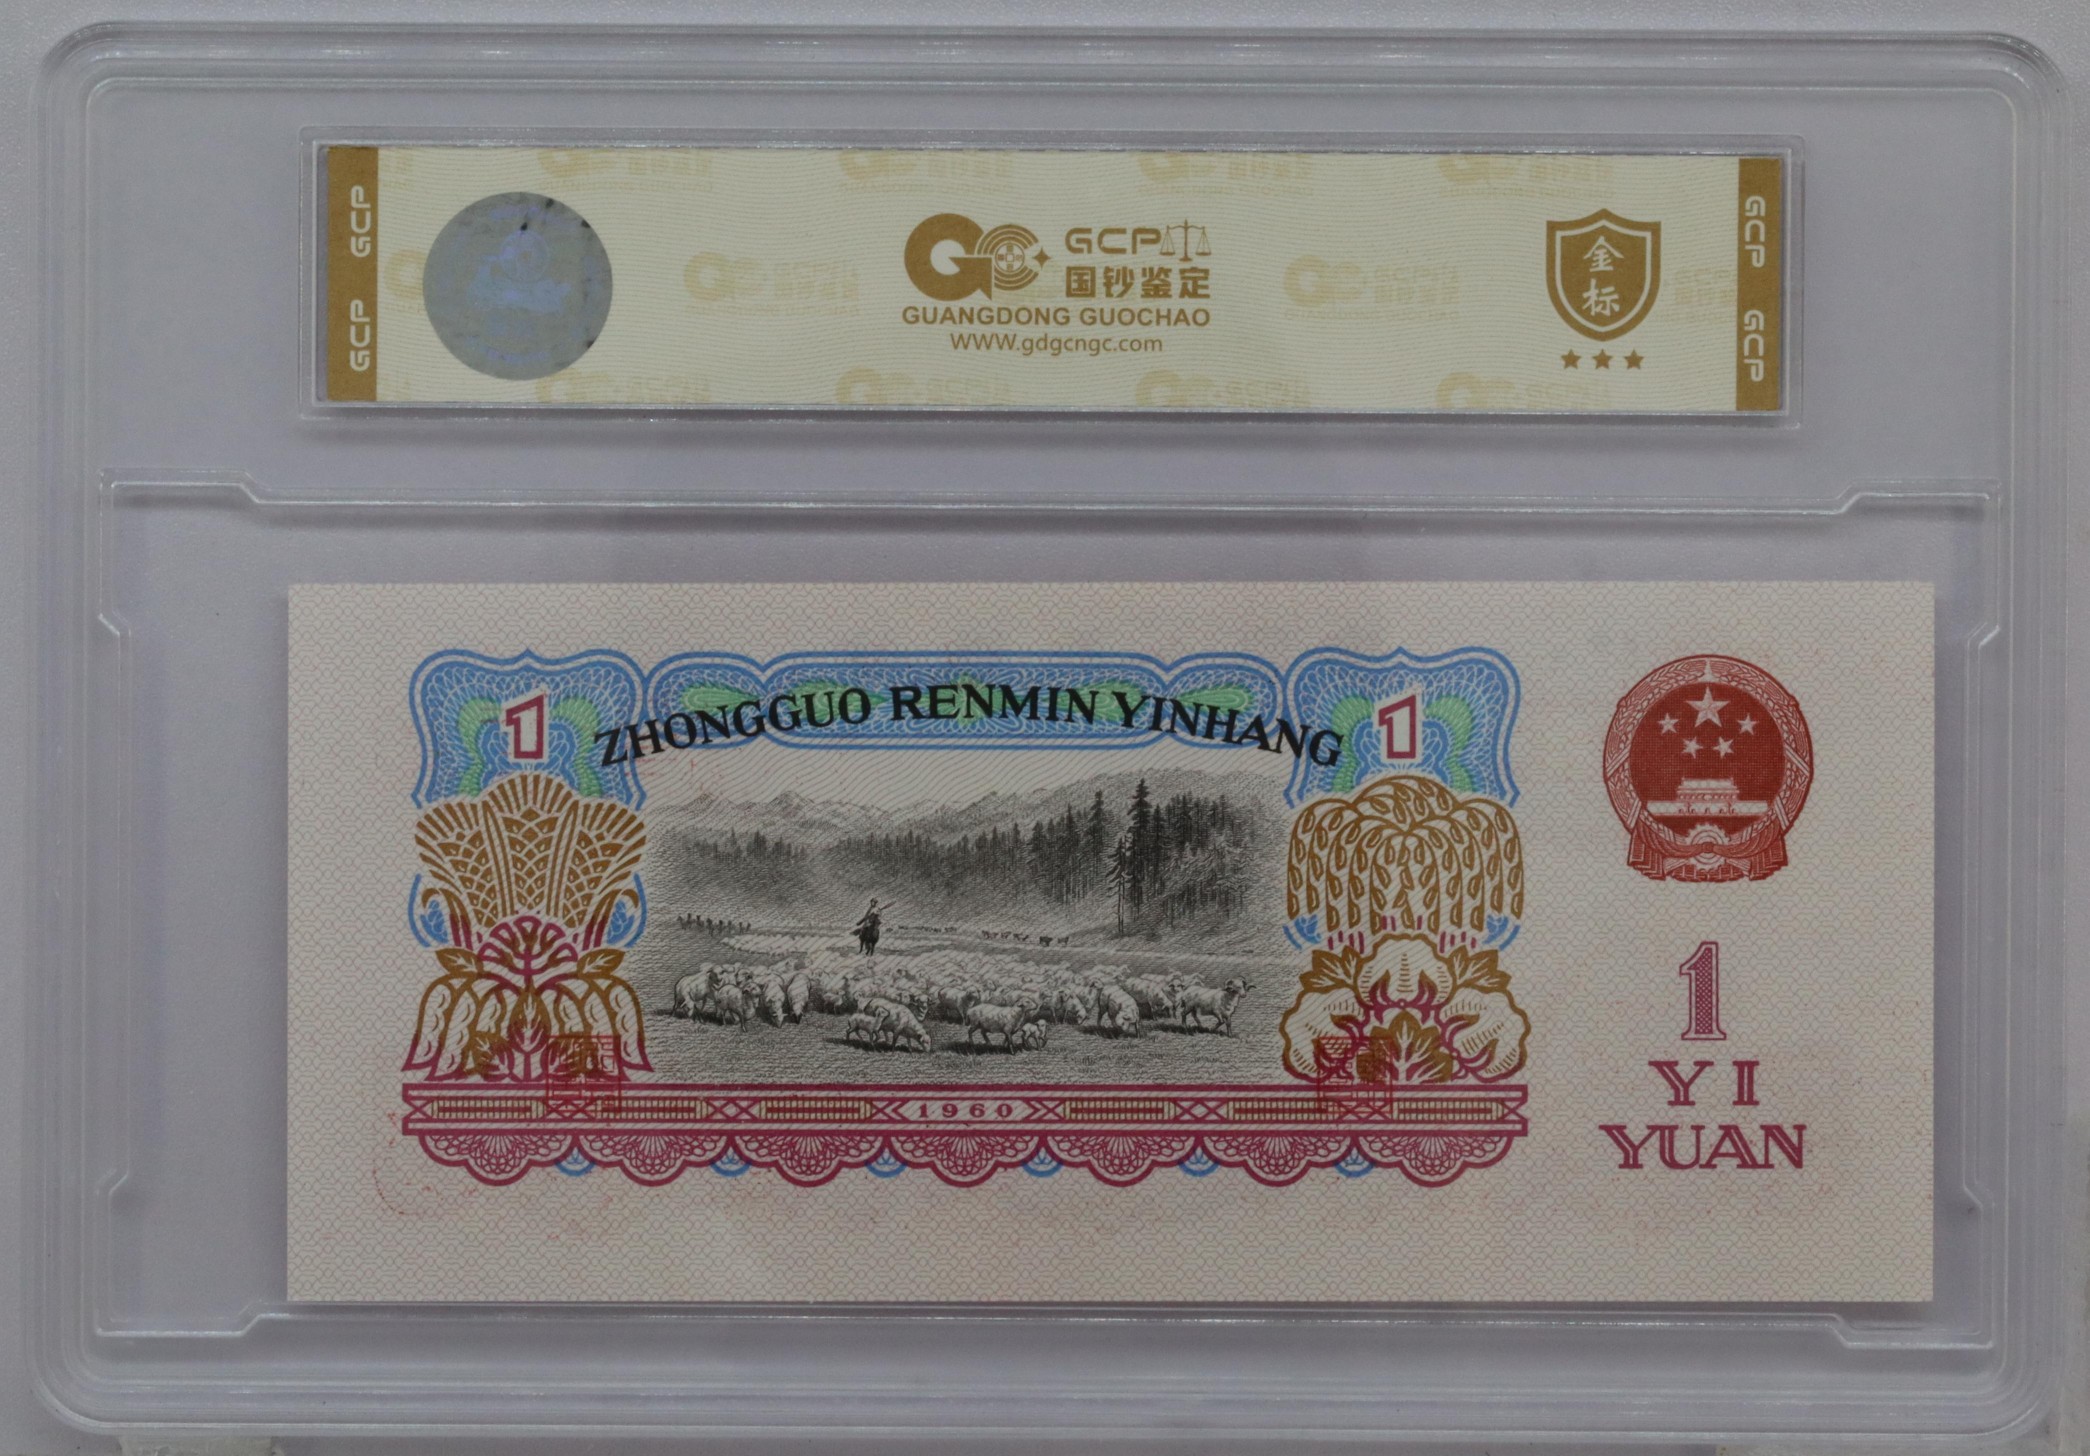 GCP GCP
GCP 国钞鉴定
GUANGDONG GUOCHAO
WWW.gdgcngc.com
金标
GCP GCP
1 ZHONGGUO RENMIN YINHANG 1
1960
1
YI
YUAN